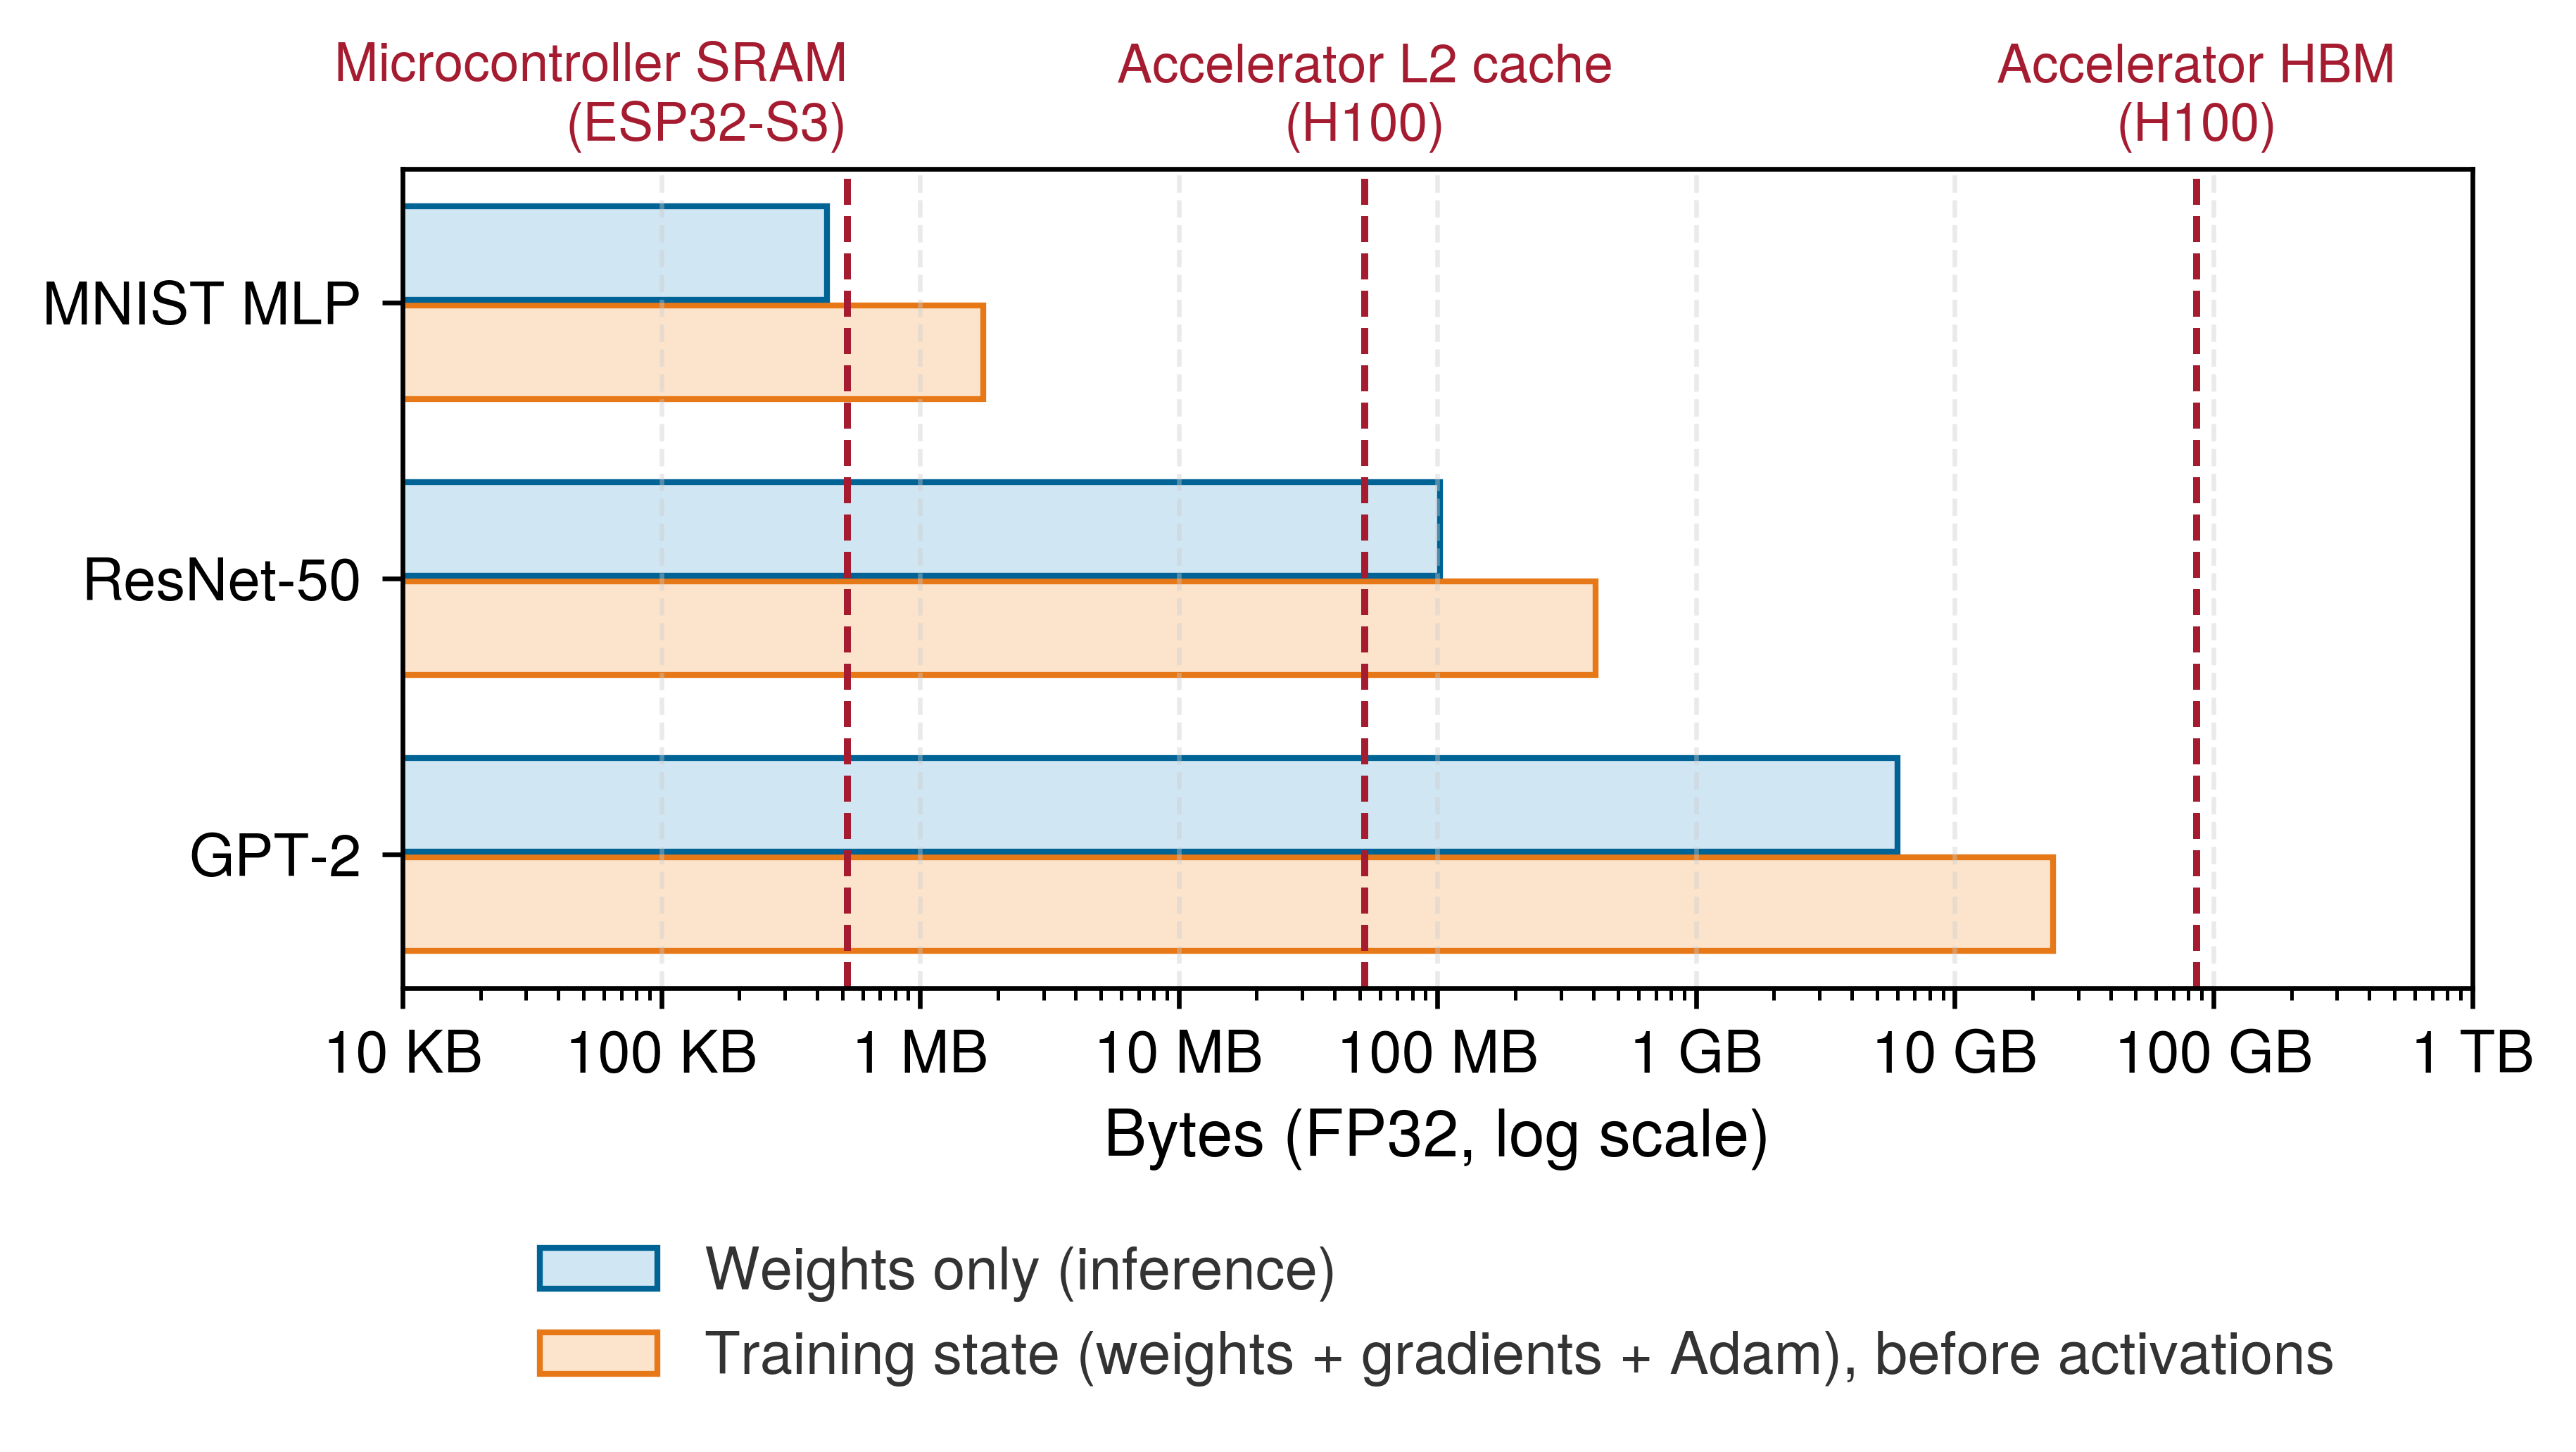 Microcontroller SRAM
(ESP32-S3)
Accelerator L2 cache
(H100)
Accelerator HBM
(H100)
MNIST MLP
ResNet-50
GPT-2
10 KB
100 KB
1 MB
10 MB
100 MB
1 GB
10 GB
100 GB
1 TB
Bytes (FP32, log scale)
Weights only (inference)
Training state (weights + gradients + Adam), before activations